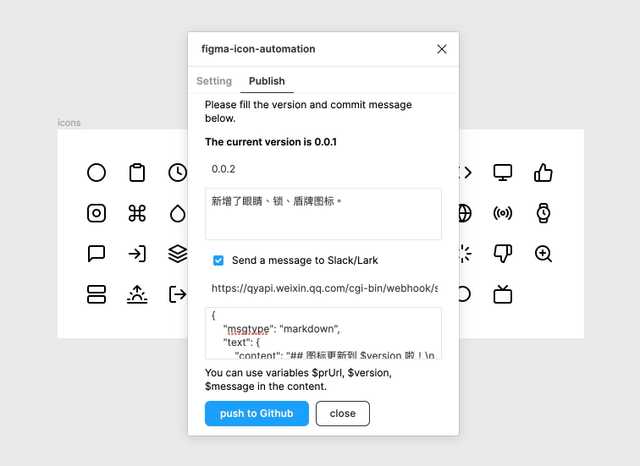 figma-icon-automation
Setting
Publish
icons
Please fill the version and commit message
below.
The current version is 0.0.1
0.0.2
新增了眼睛、锁、盾牌图标。
Send a message to Slack/Lark
https://qyapi.weixin.qq.com/cgi-bin/webhook/s
{
"msgtype": "markdown",
"text": {
"content": "## 图标更新到 $version 啦！\n
You can use variables $prUrl, $version,
$message in the content.
push to Github
close